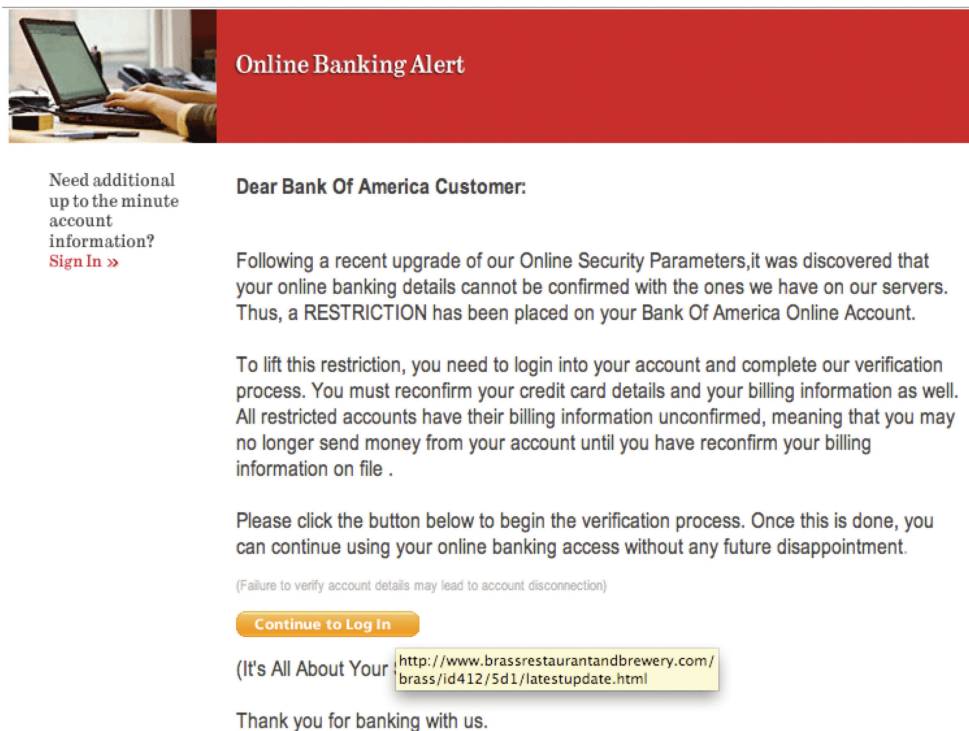 Online Banking Alert
Need additional
up to the minute
account
information?
Sign In »
Dear Bank Of America Customer:
Following a recent upgrade of our Online Security Parameters,it was discovered that
your online banking details cannot be confirmed with the ones we have on our servers.
Thus, a RESTRICTION has been placed on your Bank Of America Online Account.
To lift this restriction, you need to login into your account and complete our verification
process. You must reconfirm your credit card details and your billing information as well.
All restricted accounts have their billing information unconfirmed, meaning that you may
no longer send money from your account until you have reconfirm your billing
information on file .
Please click the button below to begin the verification process. Once this is done, you
can continue using your online banking access without any future disappointment.
(Failure to verify account details may lead to account disconnection)
Continue to Log In
(It's All About Your
http://www.brassrestaurantandbrewery.com/
brass/id412/5d1/latestupdate.html
Thank you for banking with us.